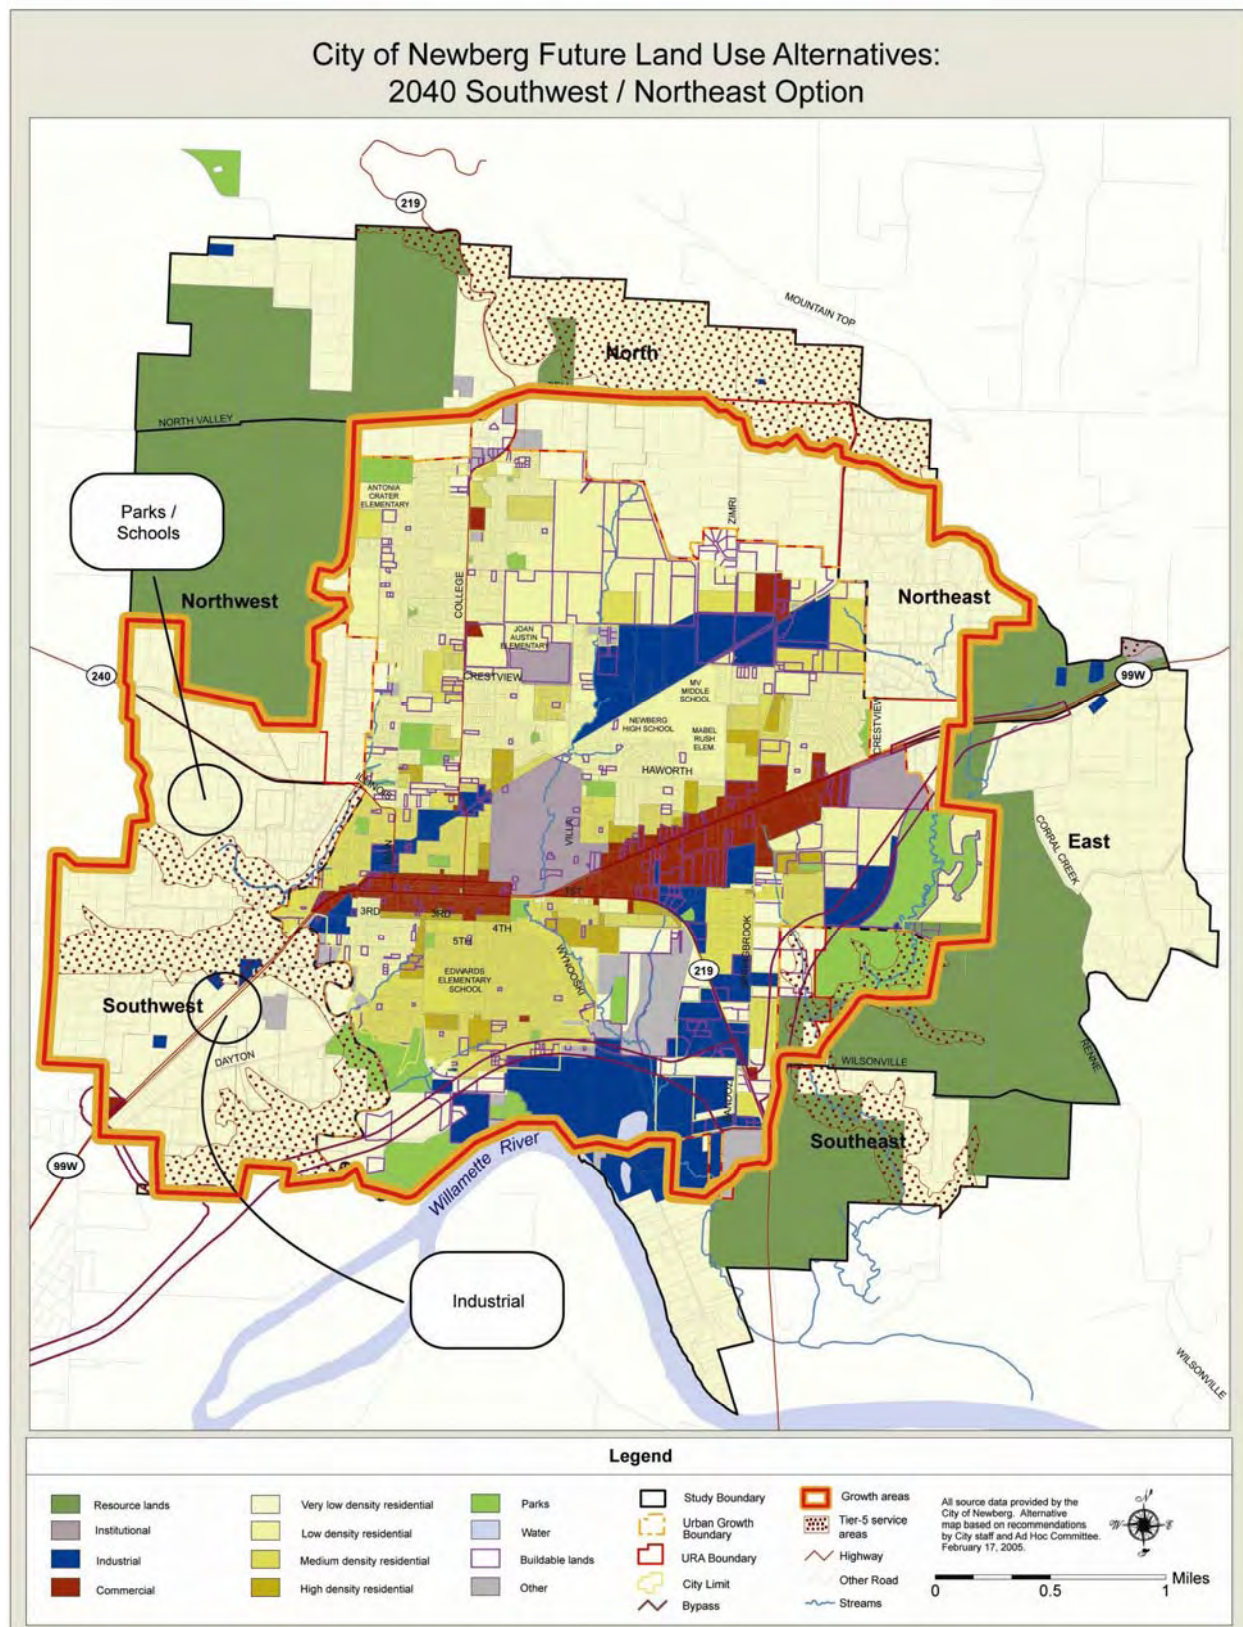 City of Newberg Future Land Use Alternatives:
2040 Southwest / Northeast Option
219
MOUNTAIN TOP
North
NORTH VALLEY
ANTONIA
CRATER
ELEMENTARY
ZIMRI
Parks /
Schools
Northwest
COLLEGE
Northeast
JOAN
AUSTIN
ELEMENTARY
240
CRESTVIEW
99W
MV
MIDDLE
SCHOOL
NEWBERG
HIGH SCHOOL
MABEL
RUSH
ELEM.
CRESTVIEW
HAWORTH
ILLINOIS
MAIN
VILLA
CORRAL CREEK
East
1ST
3RD
3RD
4TH
5TH
WYNOOSKI
SPRINGBROOK
219
EDWARDS
ELEMENTARY
SCHOOL
Southwest
DAYTON
WILSONVILLE
RENNE
Southeast
99W
Willamette River
Industrial
WILSONVILLE
Legend
Resource lands
Institutional
Industrial
Commercial
Very low density residential
Low density residential
Medium density residential
High density residential
Parks
Water
Buildable lands
Other
Study Boundary
Urban Growth
Boundary
URA Boundary
City Limit
Bypass
Growth areas
Tier-5 service
areas
Highway
Other Road
Streams
All source data provided by the
City of Newberg. Alternative
map based on recommendations
by City staff and Ad Hoc Committee.
February 17, 2005.
N
W
E
S
0
0.5
1
Miles